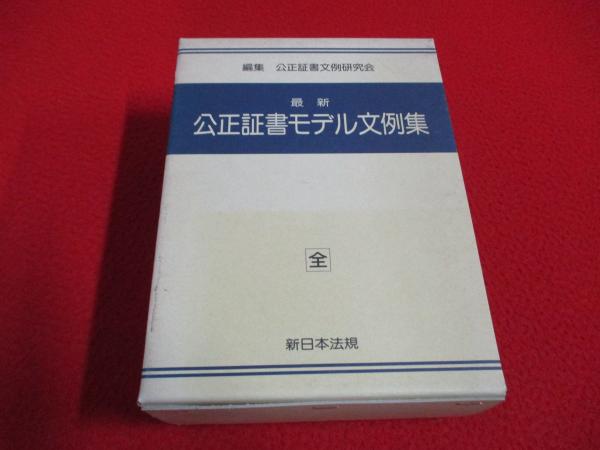 編集 公正証書文例研究会
最新
公正証書モデル文例集
全
新日本法規